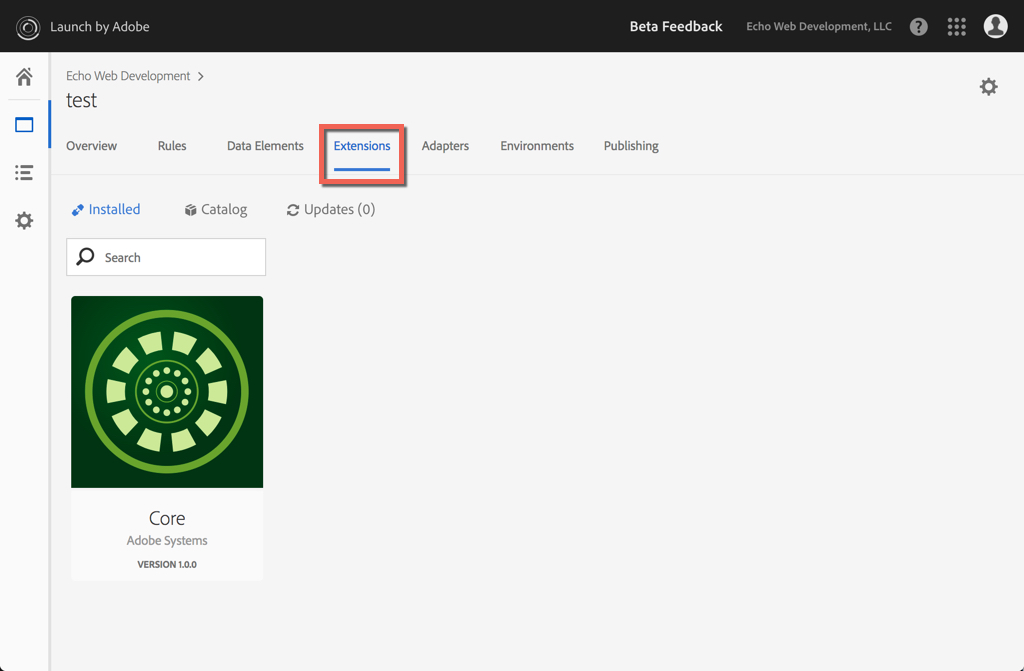 Launch by Adobe
Beta Feedback
Echo Web Development, LLC
?
Echo Web Development >
test
Overview Rules Data Elements Extensions Adapters Environments Publishing
Installed Catalog Updates (0)
Search
Core
Adobe Systems
VERSION 1.0.0